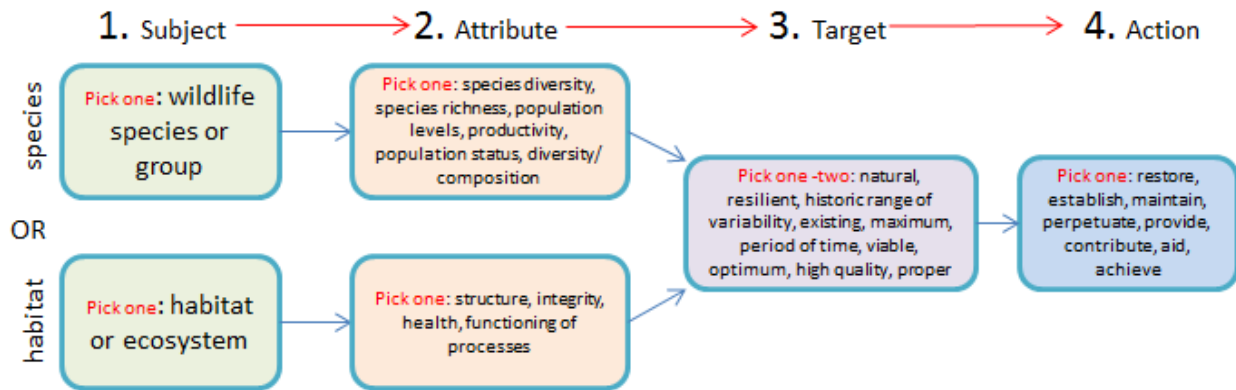 1. Subject
2. Attribute
3. Target
4. Action
species
Pick one: wildlife
species or
group
Pick one: species diversity,
species richness, population
levels, productivity,
population status, diversity/
composition
Pick one -two: natural,
resilient, historic range of
variability, existing, maximum,
period of time, viable,
optimum, high quality, proper
Pick one: restore,
establish, maintain,
perpetuate, provide,
contribute, aid,
achieve
OR
habitat
Pick one: habitat
or ecosystem
Pick one: structure, integrity,
health, functioning of
processes